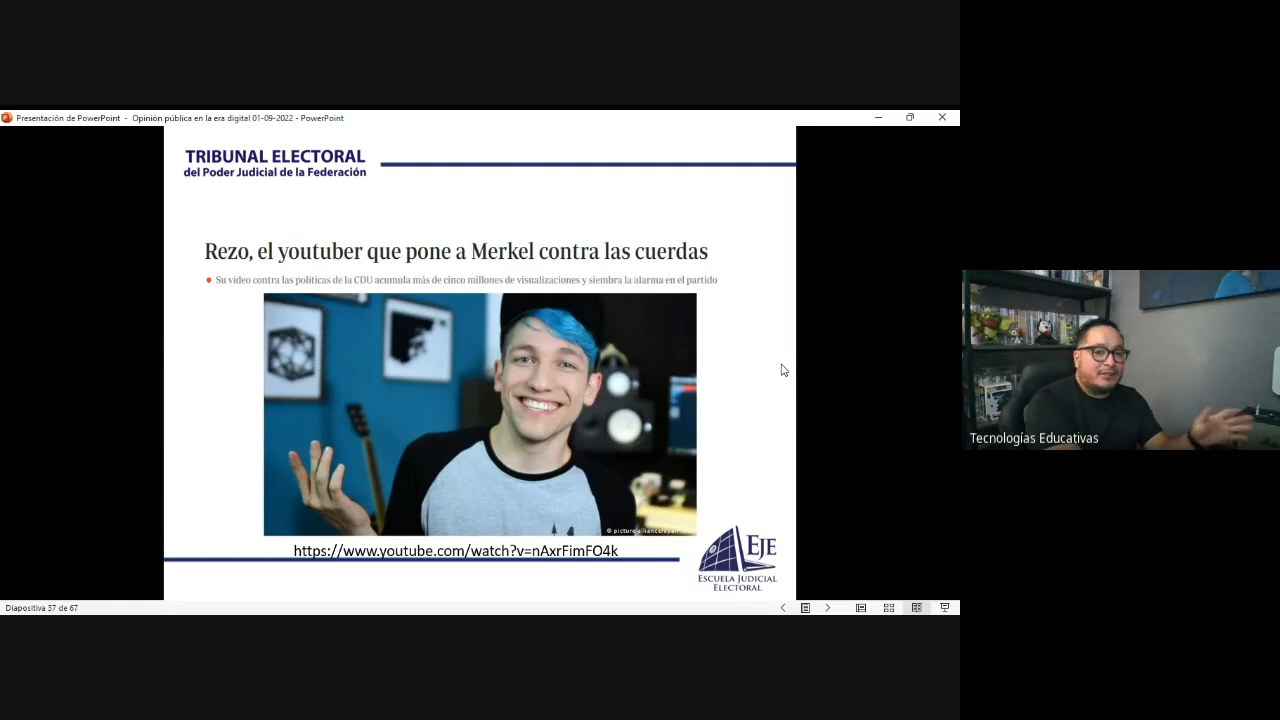 Presentación de PowerPoint - Opinión pública en la era digital 01-09-2022 - PowerPoint
TRIBUNAL ELECTORAL
del Poder Judicial de la Federación
Rezo, el youtuber que pone a Merkel contra las cuerdas
Su vídeo contra las políticas de la CDU acumula más de cinco millones de visualizaciones y siembra la alarma en el partido
© picture-alliance/
https://www.youtube.com/watch?v=nAxrFimFO4k
EJE
ESCUELA JUDICIAL
ELECTORAL
Diapositiva 37 de 67
Tecnologías Educativas